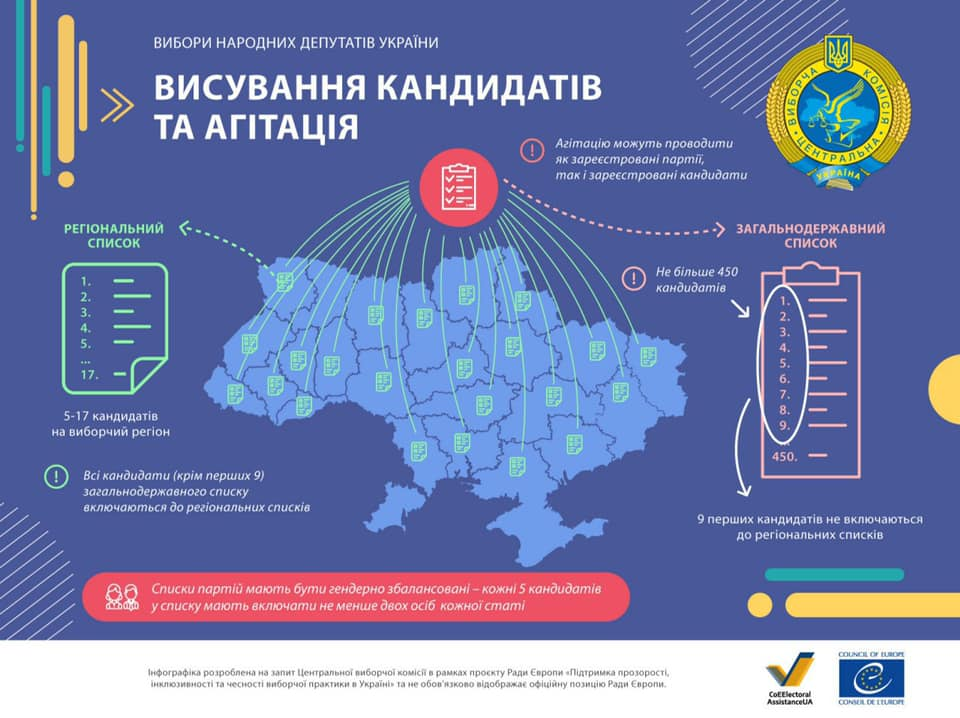 ВИБОРИ НАРОДНИХ ДЕПУТАТІВ УКРАЇНИ
ВИСУВАННЯ КАНДИДАТІВ
ТА АГІТАЦІЯ
Агітацію можуть проводити
як зареєстровані партії,
так і зареєстровані кандидати
ЦЕНТРАЛЬНА ВИБОРЧА КОМІСІЯ
УКРАЇНА
РЕГІОНАЛЬНИЙ
СПИСОК
1.
2.
3.
4.
5.
...
17.
5-17 кандидатів
на виборчий регіон
! Всі кандидати (крім перших 9)
загальнодержавного списку
включаються до регіональних списків
ЗАГАЛЬНОДЕРЖАВНИЙ
СПИСОК
! Не більше 450
кандидатів
1.
2.
3.
4.
5.
6.
7.
8.
9.
...
450.
9 перших кандидатів не включаються
до регіональних списків
Списки партій мають бути гендерно збалансовані – кожні 5 кандидатів
у списку мають включати не менше двох осіб кожної статі
Інфографіка розроблена на запит Центральної виборчої комісії в рамках проєкту Ради Європи «Підтримка прозорості,
інклюзивності та чесності виборчої практики в Україні» та не обов'язково відображає офіційну позицію Ради Європи.
CoEElectoral
AssistanceUA
COUNCIL OF EUROPE
CONSEIL DE L'EUROPE